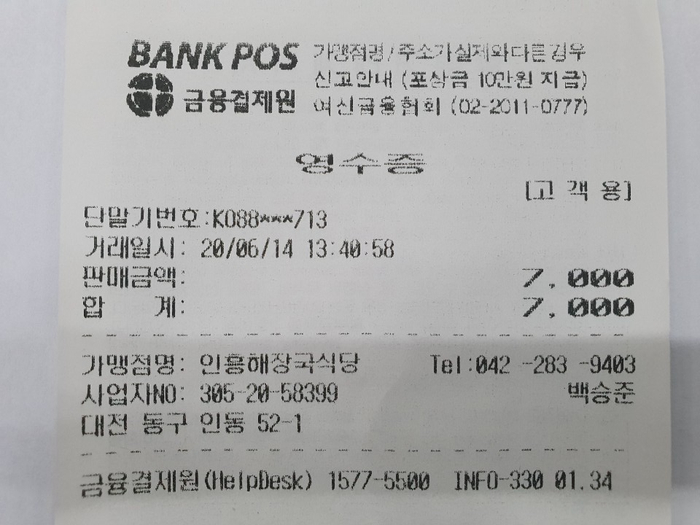 BANK POS
금융결제원
가맹점명/주소가실제와다른경우
신고안내 (포상금 10만원 지급)
여신금융협회 (02-2011-0777)
영수증
[고 객 용]
단말기번호:K088***713
거래일시: 20/06/14 13:40:58
판매금액: 7,000
합 계: 7,000
가맹점명: 인흥해장국식당 Tel:042 -283 -9403
사업자NO: 305-20-58399 백승준
대전 동구 인동 52-1
금융결제원(HelpDesk) 1577-5500 INFO-330 01.34